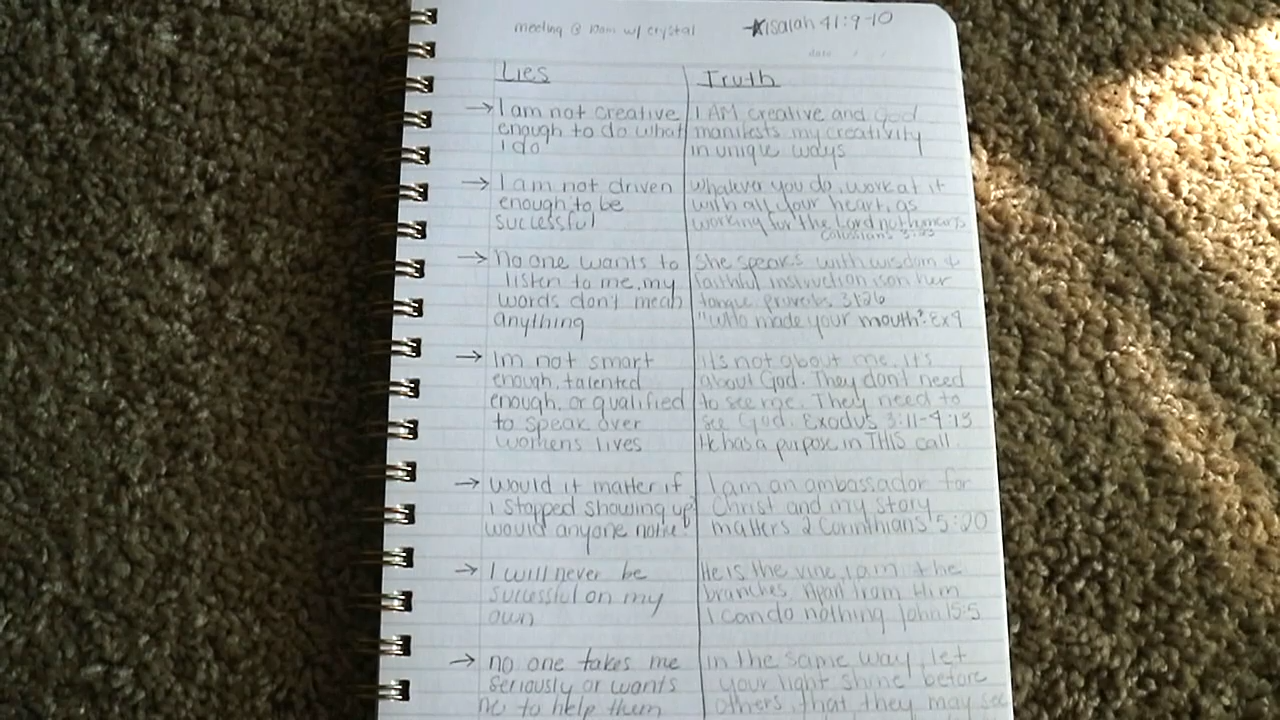 meeting @ 10am w/ crystal
★Isaiah 41:9-10
date / /
Lies
Truth
→ I am not creative
enough to do what
I do
I AM creative and God
manifests my creativity
in unique ways
→ I am not driven
enough to be
successful
Whatever you do, work at it
with all your heart, as
working for the Lord not
Colossians 3:23
→ no one wants to
listen to me, my
words don't mean
anything
She speaks with wisdom &
faithful instruction is on her
tongue proverbs 31:26
"Who made your mouth? Ex 4
→ Im not smart
enough, talented
enough, or qualified
to speak over
womens lives
it's not about me, it's
about God. They don't need
to see me. They need to
see God. Exodus 3:11-4:13
He has a purpose in THIS call.
→ would it matter if
I stopped showing up?
would anyone notice?
I am an ambassador for
Christ and my story
matters 2 Corinthians 5:20
→ I will never be
successful on my
own
He is the vine, I am the
branches. Apart from Him
I can do nothing John 15:5
→ no one takes me
seriously or wants
me to help them
in the same way, let
your light shine before
others, that they may see